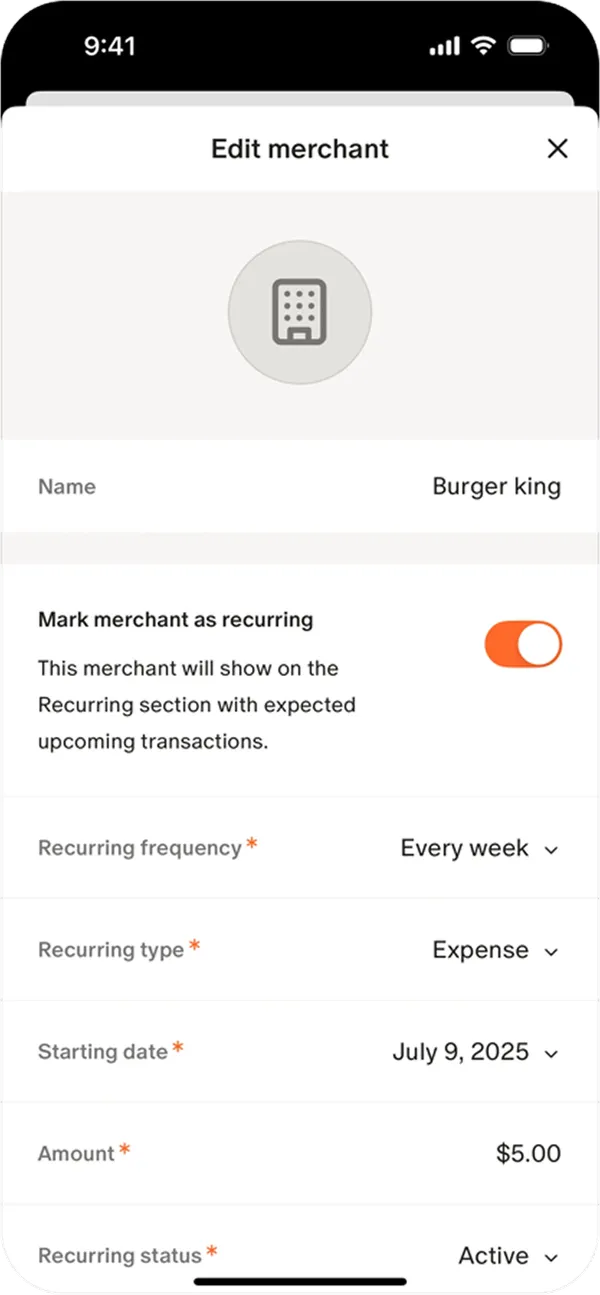 9:41
Edit merchant
Name
Burger king
Mark merchant as recurring
This merchant will show on the
Recurring section with expected
upcoming transactions.
Recurring frequency*
Every week
Recurring type*
Expense
Starting date*
July 9, 2025
Amount*
$5.00
Recurring status*
Active